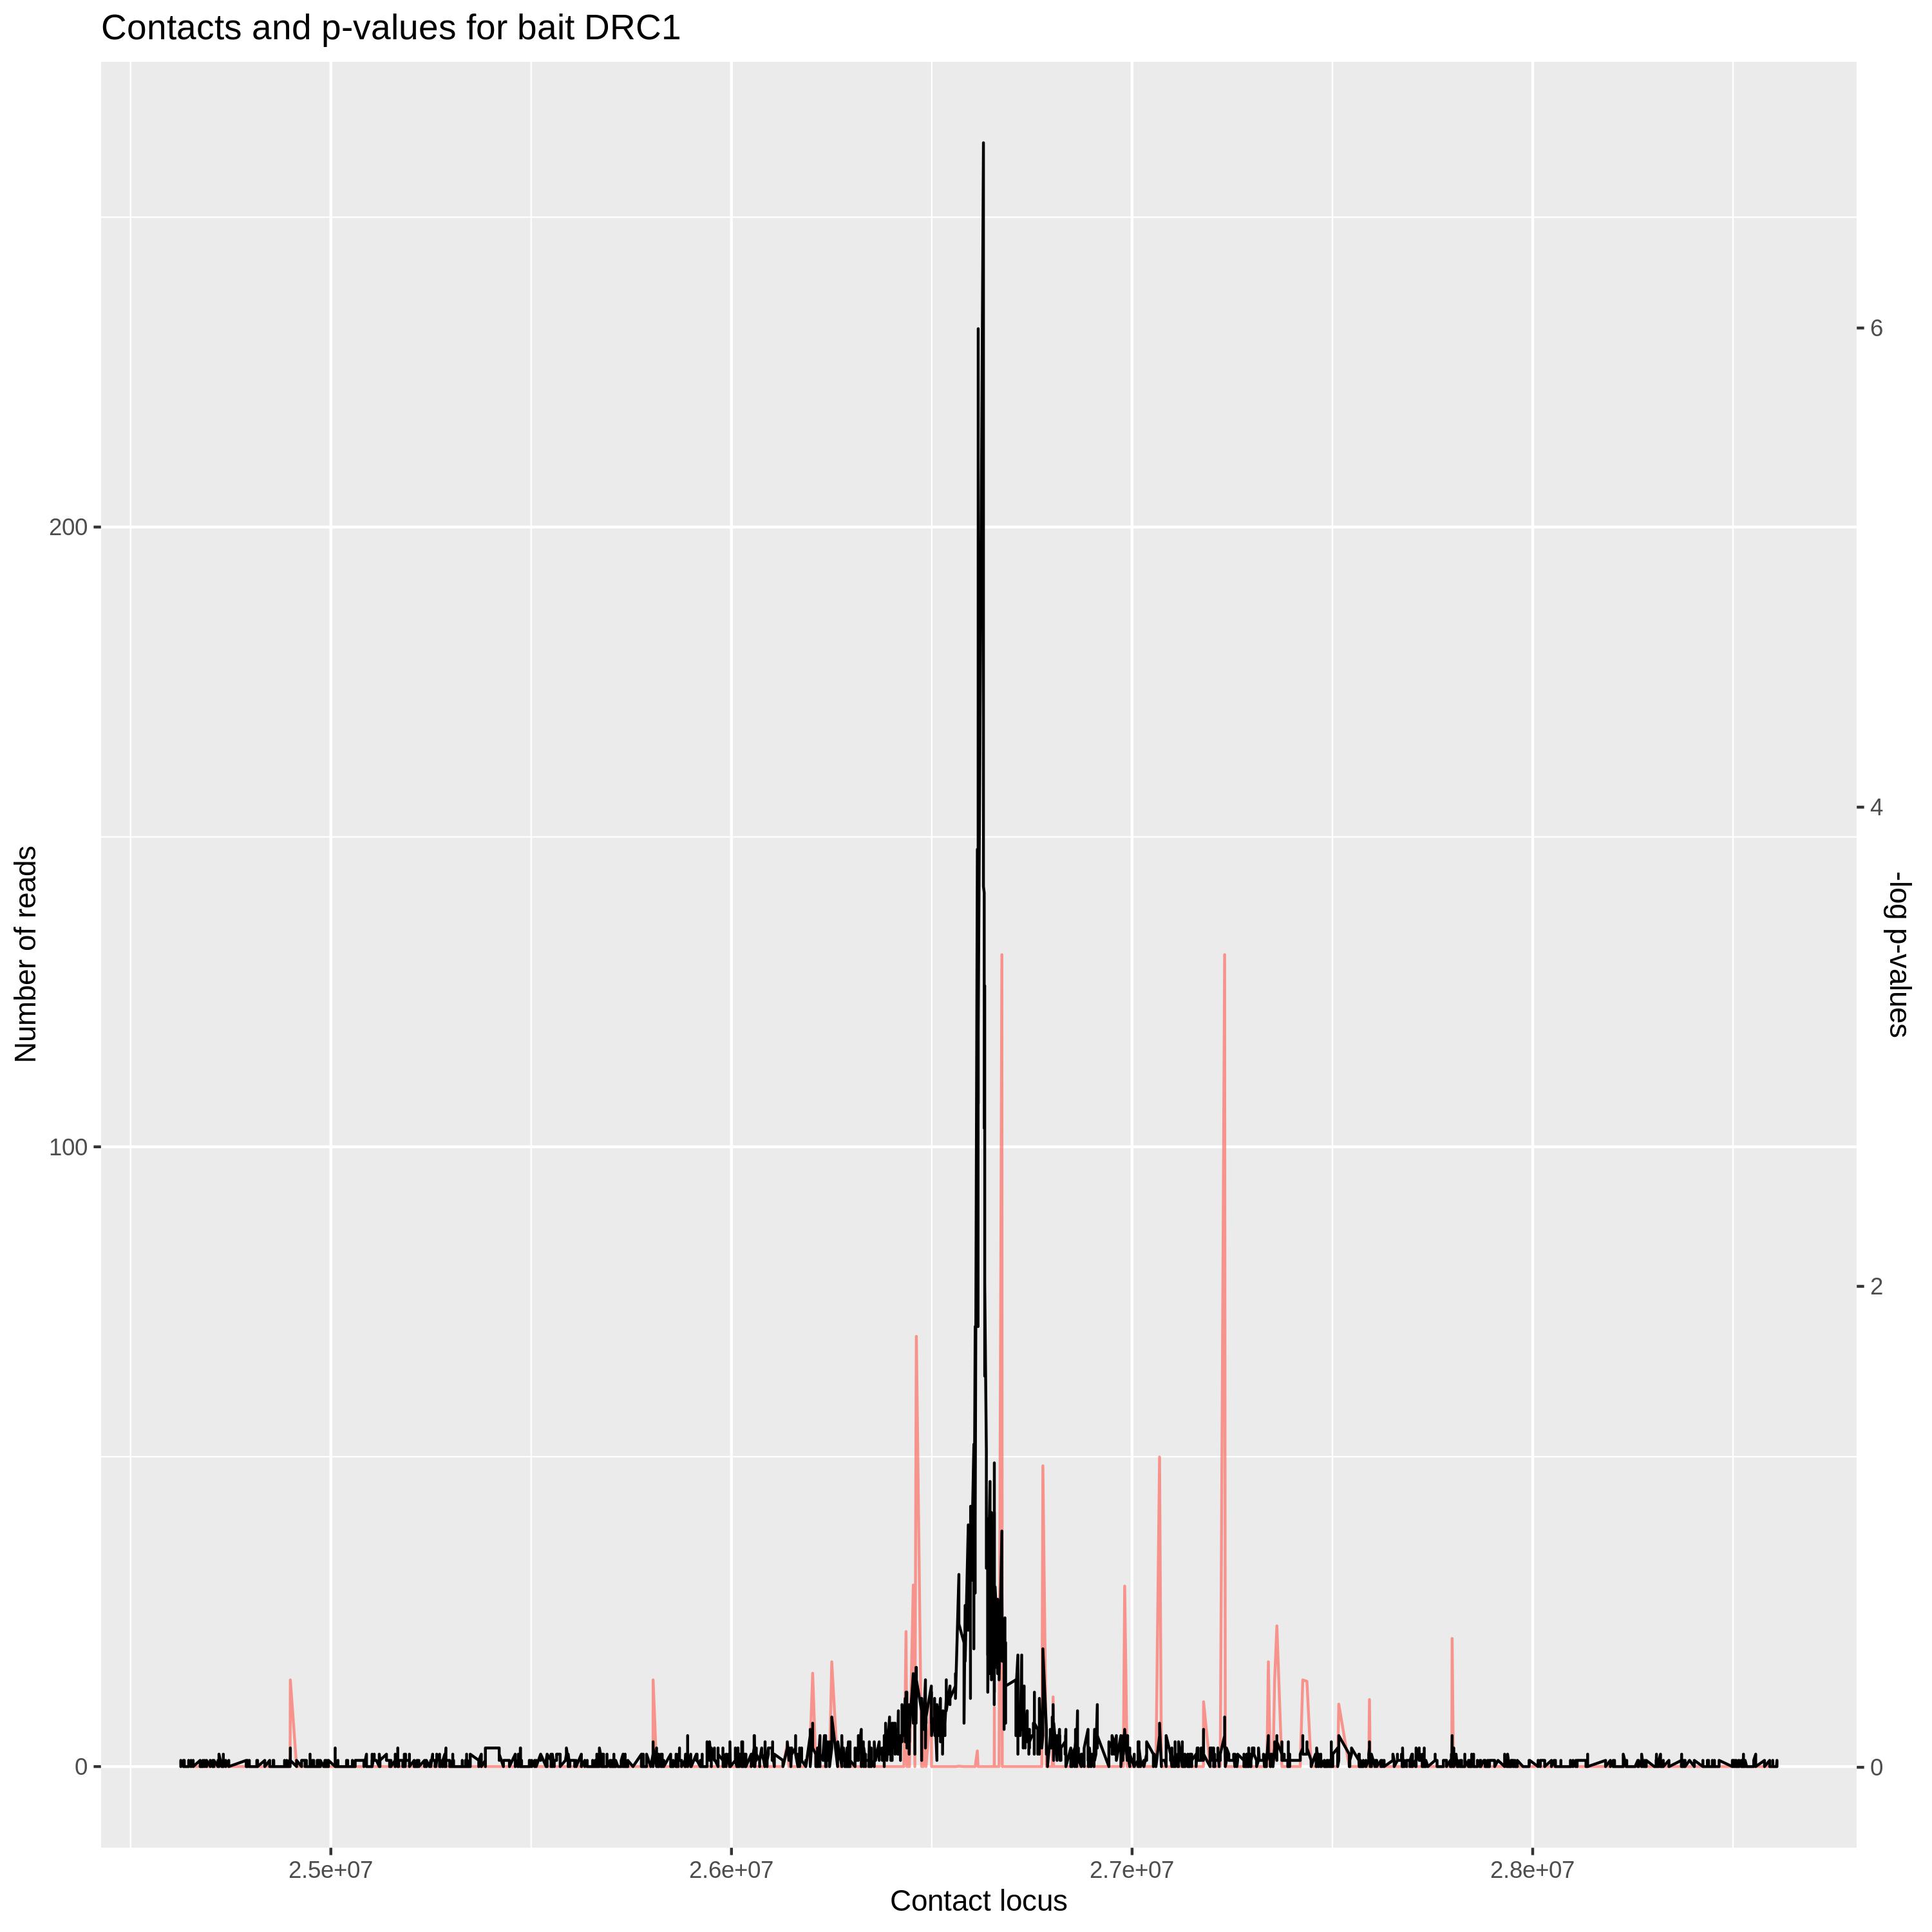 Contacts and p-values for bait DRC1
Number of reads
200
100
0
6
4
2
0
-log p-values
2.5e+07 2.6e+07 2.7e+07 2.8e+07
Contact locus